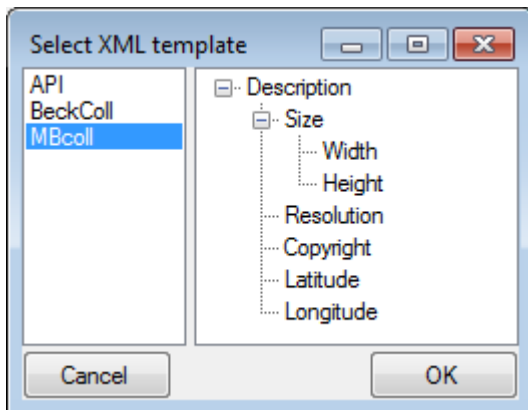 Select XML template
API
BeckColl
MBcoll
Description
Size
Width
Height
Resolution
Copyright
Latitude
Longitude
Cancel
OK